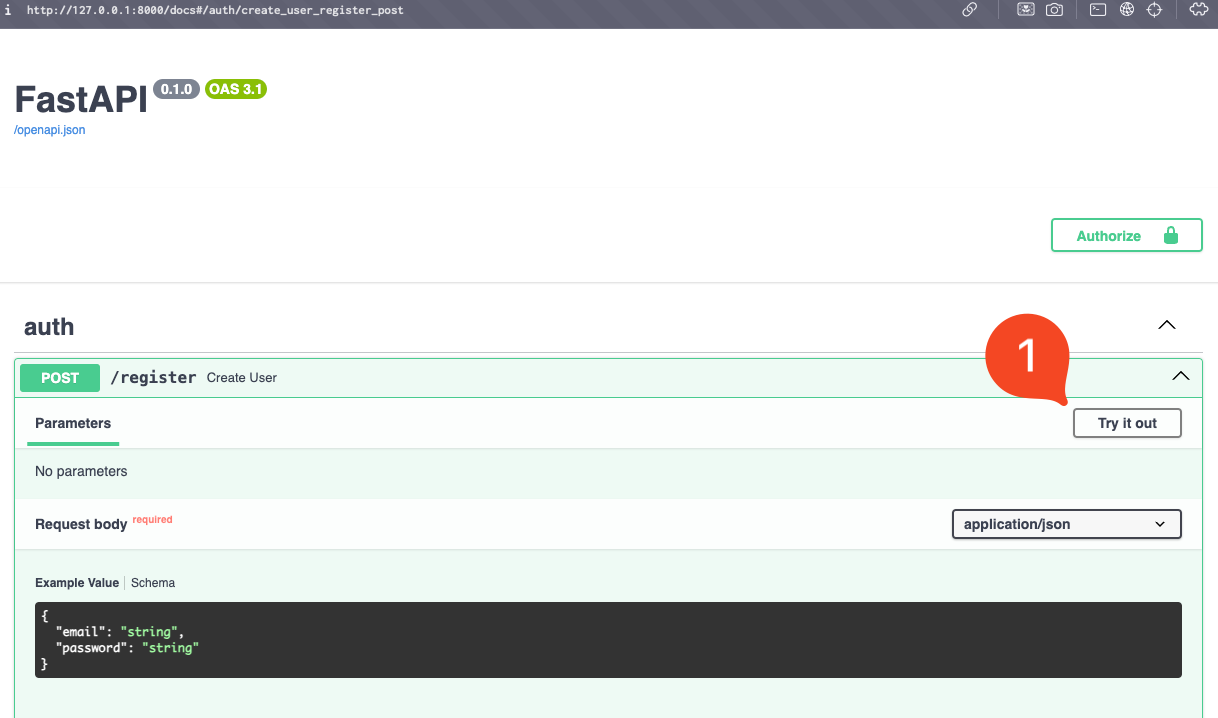 i http://127.0.0.1:8000/docs#/auth/create_user_register_post
FastAPI 0.1.0 OAS 3.1
/openapi.json
Authorize
auth
1
POST /register Create User
Parameters
Try it out
No parameters
Request body required
application/json
Example Value | Schema
{
  "email": "string",
  "password": "string"
}